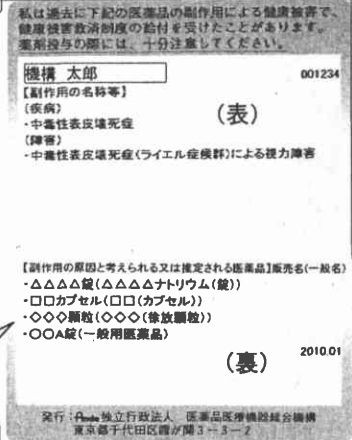 私は過去に下記の医薬品の副作用による健康被害で、
健康被害救済制度の給付を受けたことがあります。
薬剤投与の際には、十分注意してください。
機構 太郎
001234
【副作用の名称等】
(疾病)
・中毒性表皮壊死症
(表)
(障害)
・中毒性表皮壊死症(ライエル症候群)による視力障害
【副作用の原因と考えられる又は推定される医薬品】販売名(一般名)
・△△△△錠(△△△△ナトリウム(錠))
・□□カプセル(□□(カプセル))
・◇◇◇顆粒(◇◇◇(徐放顆粒))
・○○A錠(一般用医薬品)
(裏)
2010.01
発行：Pmda 独立行政法人 医薬品医療機器総合機構
東京都千代田区霞が関3－3－2